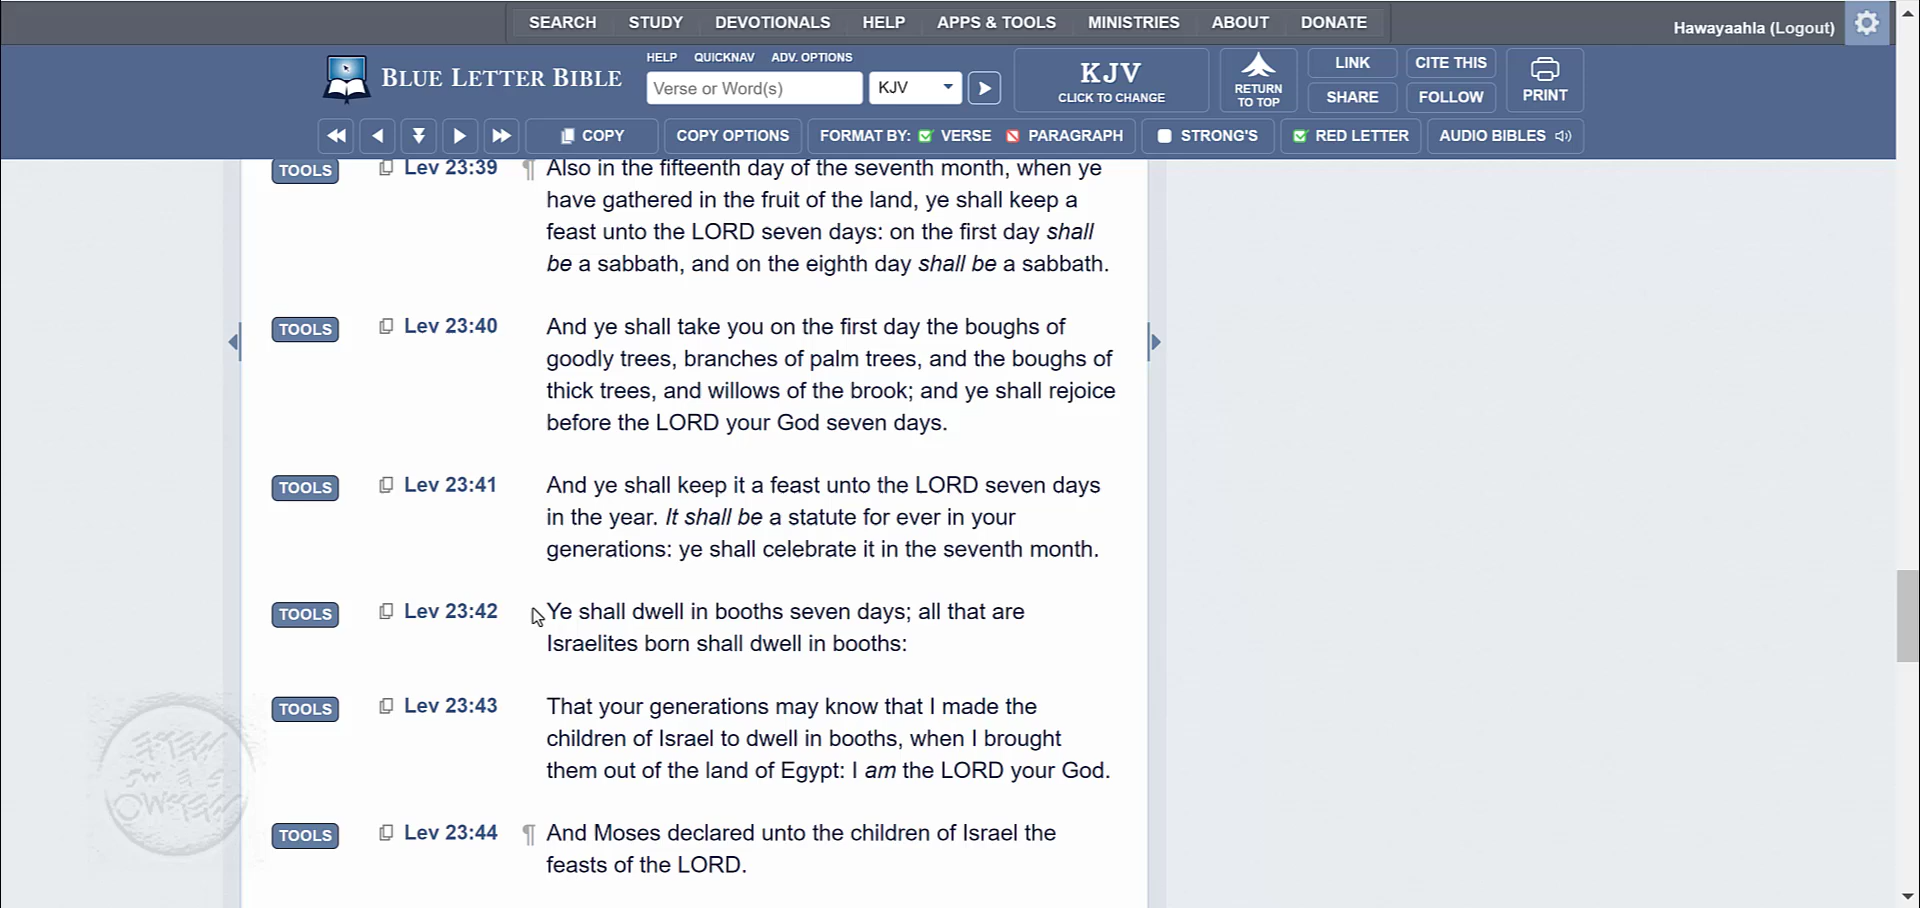 SEARCH STUDY DEVOTIONALS HELP APPS & TOOLS MINISTRIES ABOUT DONATE
Hawayaahla (Logout)
BLUE LETTER BIBLE
HELP QUICKNAV ADV. OPTIONS
Verse or Word(s) KJV
KJV
CLICK TO CHANGE
RETURN
TO TOP
LINK CITE THIS
SHARE FOLLOW
PRINT
COPY COPY OPTIONS FORMAT BY: VERSE PARAGRAPH STRONG'S RED LETTER AUDIO BIBLES
TOOLS Lev 23:39 ¶ Also in the fifteenth day of the seventh month, when ye
have gathered in the fruit of the land, ye shall keep a
feast unto the LORD seven days: on the first day shall
be a sabbath, and on the eighth day shall be a sabbath.
TOOLS Lev 23:40 And ye shall take you on the first day the boughs of
goodly trees, branches of palm trees, and the boughs of
thick trees, and willows of the brook; and ye shall rejoice
before the LORD your God seven days.
TOOLS Lev 23:41 And ye shall keep it a feast unto the LORD seven days
in the year. It shall be a statute for ever in your
generations: ye shall celebrate it in the seventh month.
TOOLS Lev 23:42 Ye shall dwell in booths seven days; all that are
Israelites born shall dwell in booths:
TOOLS Lev 23:43 That your generations may know that I made the
children of Israel to dwell in booths, when I brought
them out of the land of Egypt: I am the LORD your God.
TOOLS Lev 23:44 ¶ And Moses declared unto the children of Israel the
feasts of the LORD.